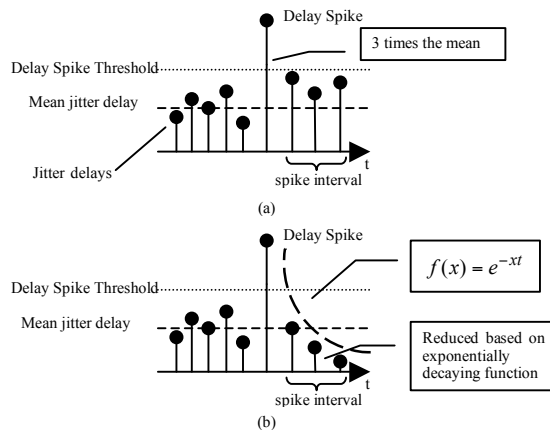 Delay Spike
3 times the mean
Delay Spike Threshold
Mean jitter delay
Jitter delays
t
spike interval
(a)
Delay Spike
f(x) = e^{-xt}
Delay Spike Threshold
Mean jitter delay
Reduced based on
exponentially
decaying function
t
spike interval
(b)